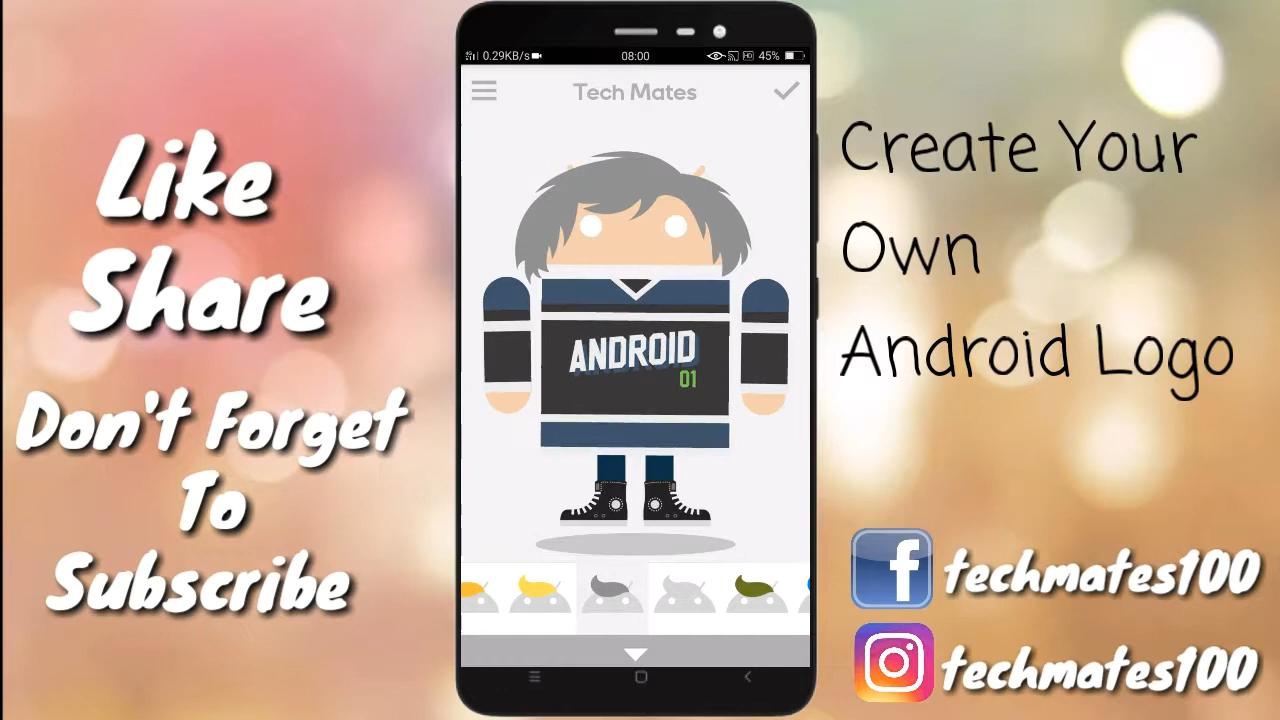 Like
Share
Don't Forget
To
Subscribe
0.29KB/s
08:00
HD
45%
Tech Mates
ANDROID
01
Create Your
Own
Android Logo
techmates100
techmates100